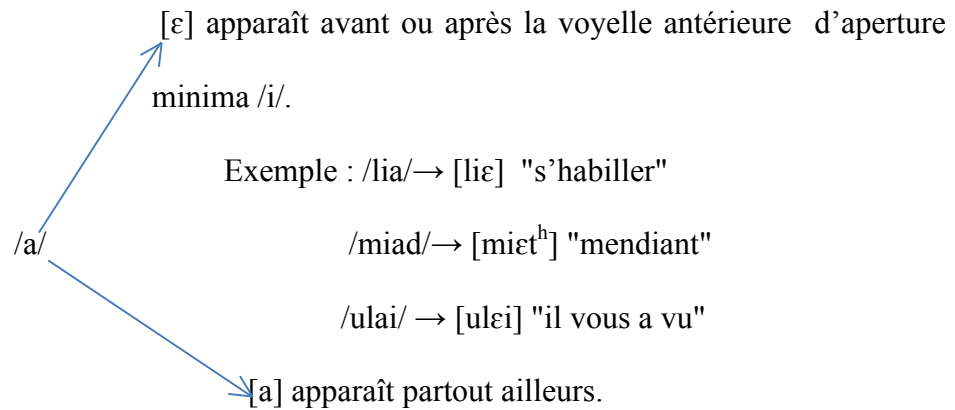 [ɛ] apparaît avant ou après la voyelle antérieure d’aperture
minima /i/.
Exemple : /lia/→ [liɛ] "s’habiller"
/a/ /miad/→ [miɛtʰ] "mendiant"
/ulai/ → [ulɛi] "il vous a vu"
[a] apparaît partout ailleurs.